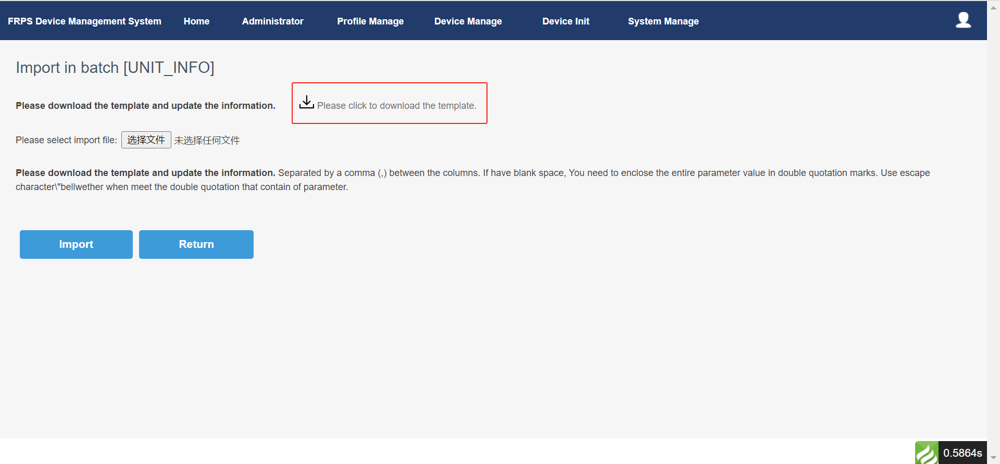 FRPS Device Management System Home Administrator Profile Manage Device Manage Device Init System Manage
Import in batch [UNIT_INFO]
Please download the template and update the information. Please click to download the template.
Please select import file: 选择文件 未选择任何文件
Please download the template and update the information. Separated by a comma (,) between the columns. If have blank space, You need to enclose the entire parameter value in double quotation marks. Use escape
character\"bellwether when meet the double quotation that contain of parameter.
Import Return
0.5864s